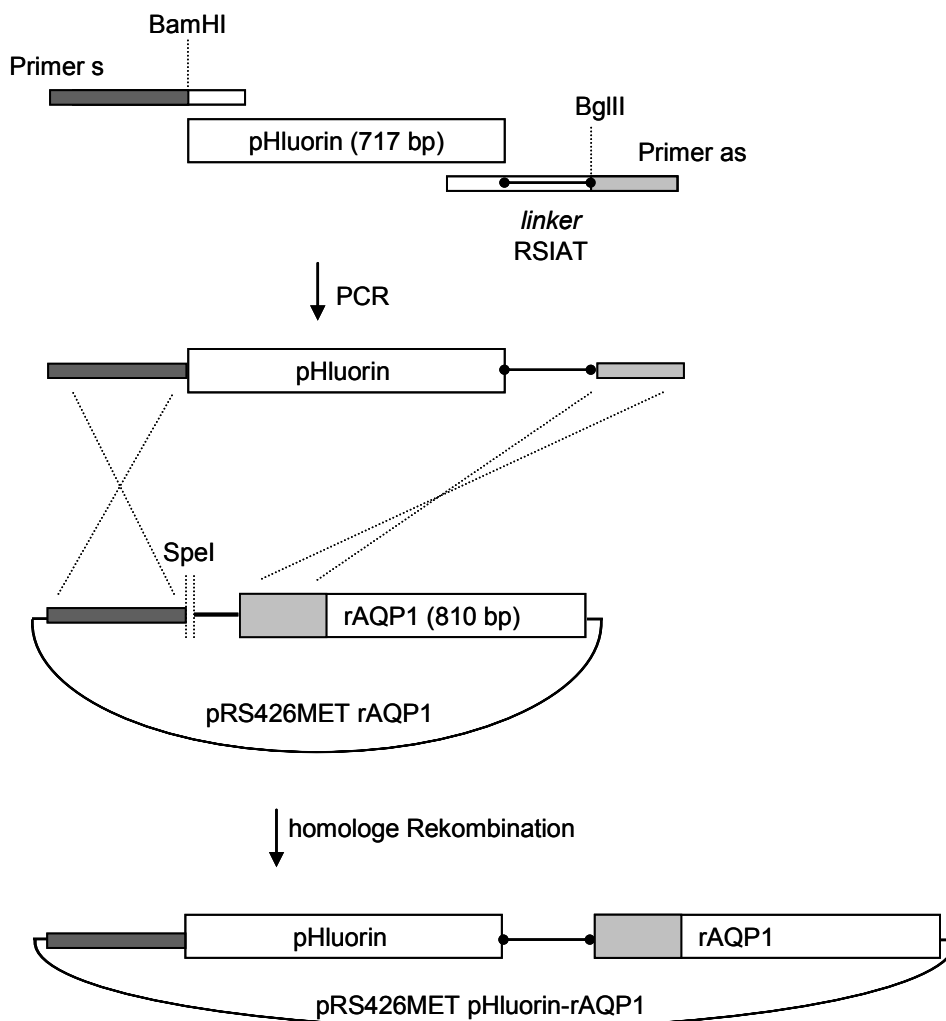 BamHI
Primer s
BglII
pHluorin (717 bp)
Primer as
linker
RSIAT
PCR
pHluorin
SpeI
rAQP1 (810 bp)
pRS426MET rAQP1
homologe Rekombination
pHluorin
rAQP1
pRS426MET pHluorin-rAQP1